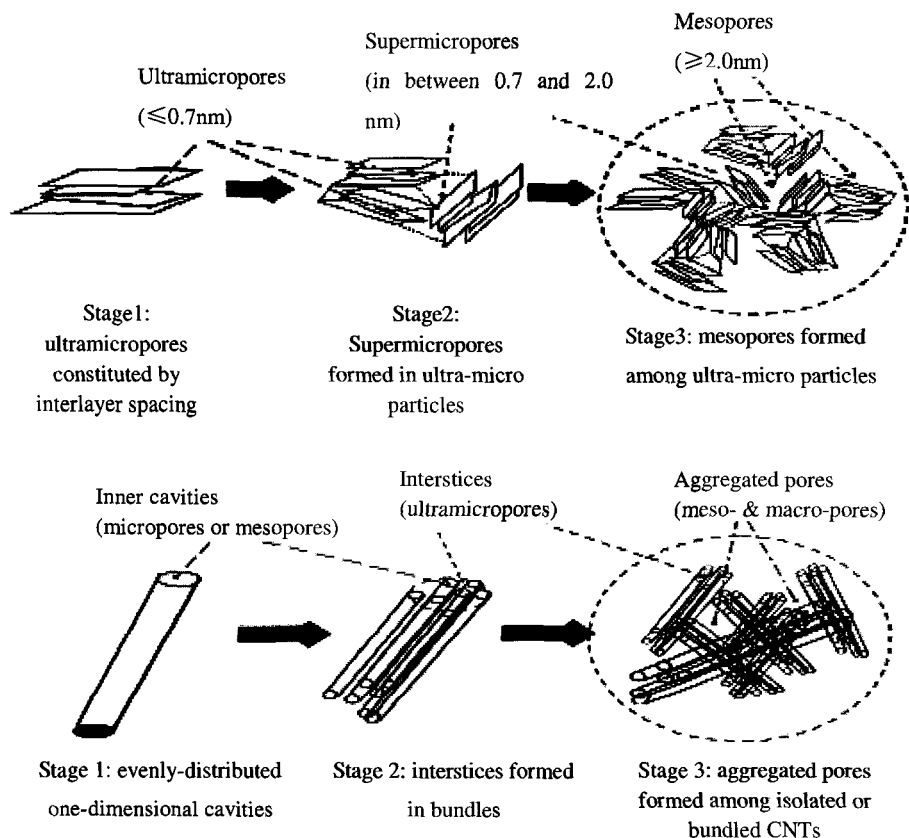 Ultramicropores
(≤0.7nm)
Supermicropores
(in between 0.7 and 2.0
nm)
Mesopores
(≥2.0nm)
Stage1:
ultramicropores
constituted by
interlayer spacing
Stage2:
Supermicropores
formed in ultra-micro
particles
Stage3: mesopores formed
among ultra-micro particles
Inner cavities
(micropores or mesopores)
Interstices
(ultramicropores)
Aggregated pores
(meso- & macro-pores)
Stage 1: evenly-distributed
one-dimensional cavities
Stage 2: interstices formed
in bundles
Stage 3: aggregated pores
formed among isolated or
bundled CNTs